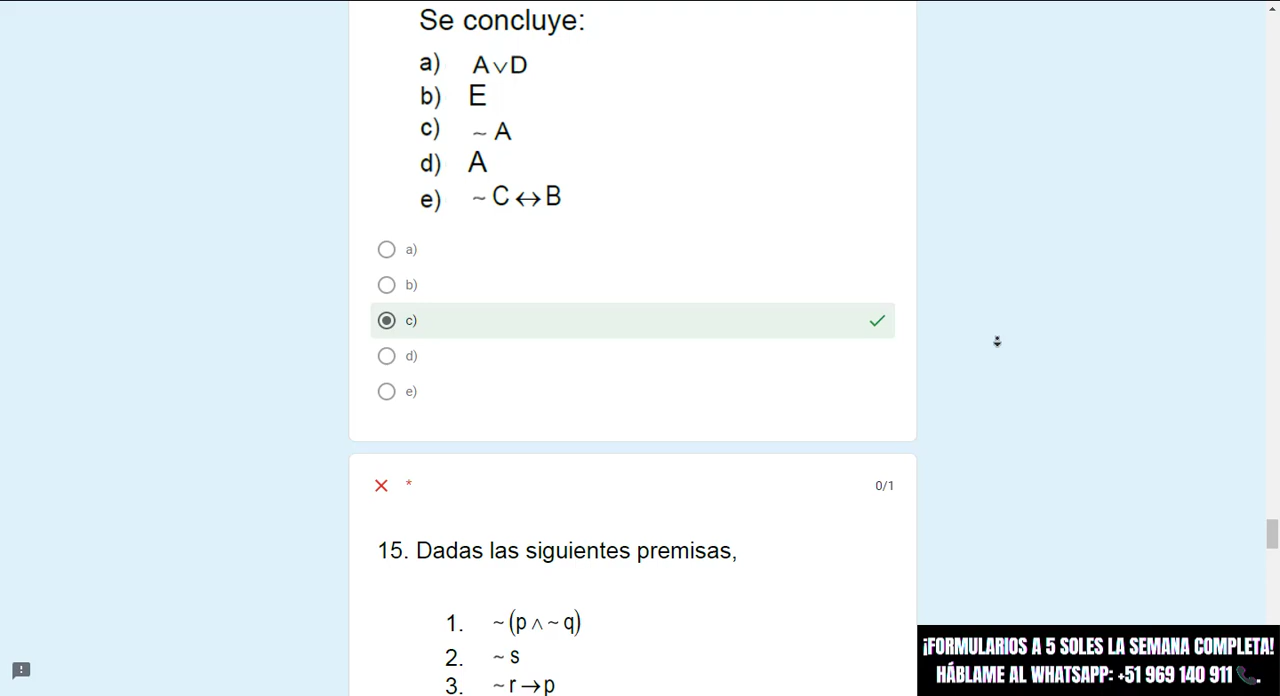 Se concluye:
a) A∨D
b) E
c) ~ A
d) A
e) ~ C↔B
a)
b)
c)
d)
e)
* 0/1
15. Dadas las siguientes premisas,
1. ~(p ∧ ~ q)
2. ~ s
3. ~r→p
¡FORMULARIOS A 5 SOLES LA SEMANA COMPLETA!
HÁBLAME AL WHATSAPP: +51 969 140 911 📞.